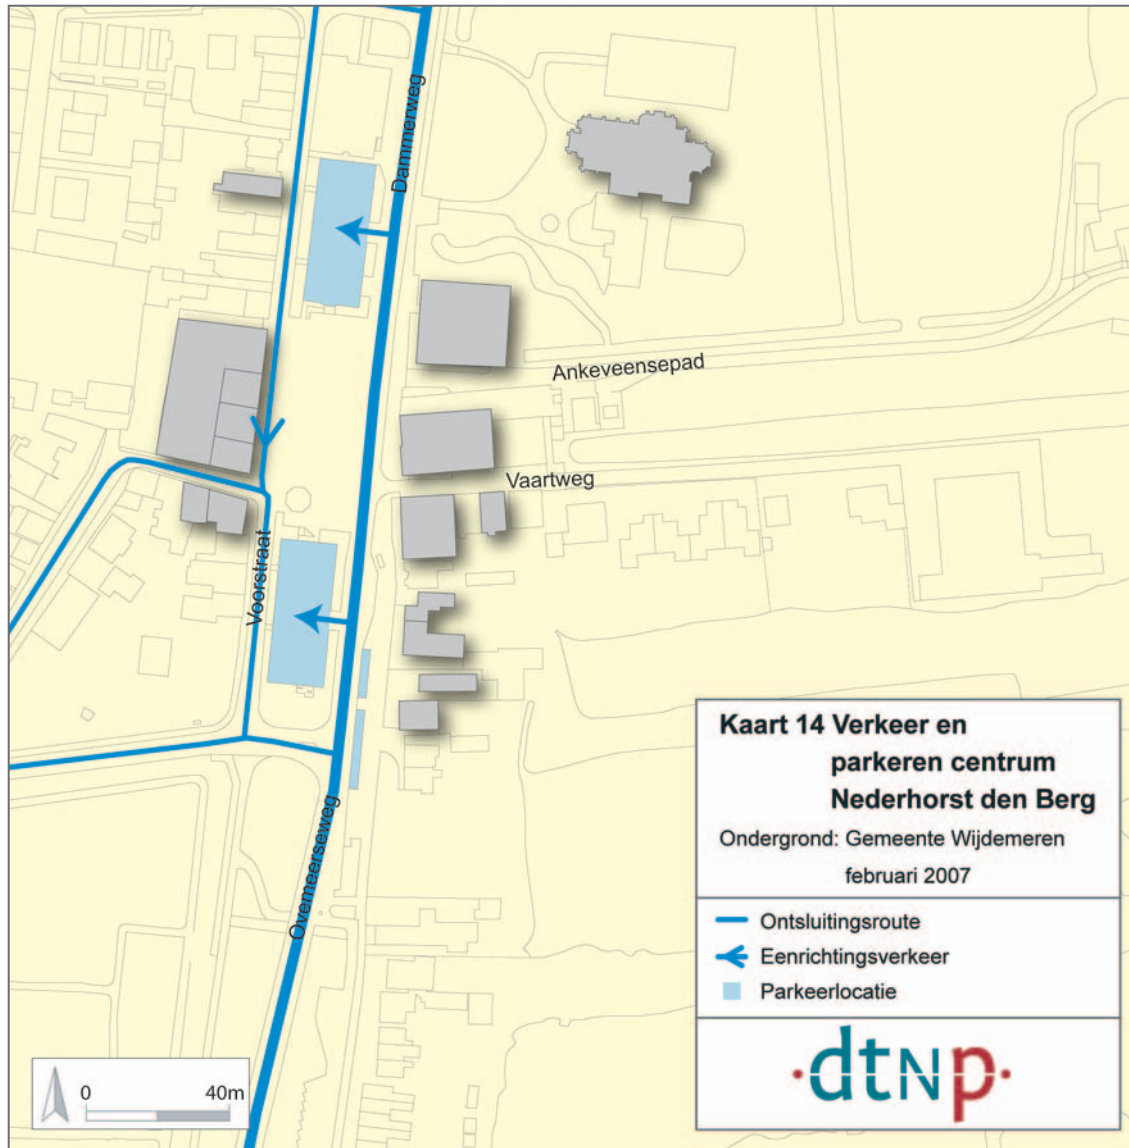 Dammerweg
Ankeveensepad
Vaartweg
Voorstraat
Overmeerseweg
Kaart 14 Verkeer en
parkeren centrum
Nederhorst den Berg
Ondergrond: Gemeente Wijdemeren
februari 2007
Ontsluitingsroute
Eenrichtingsverkeer
Parkeerlocatie
0 40m
·dtNp·